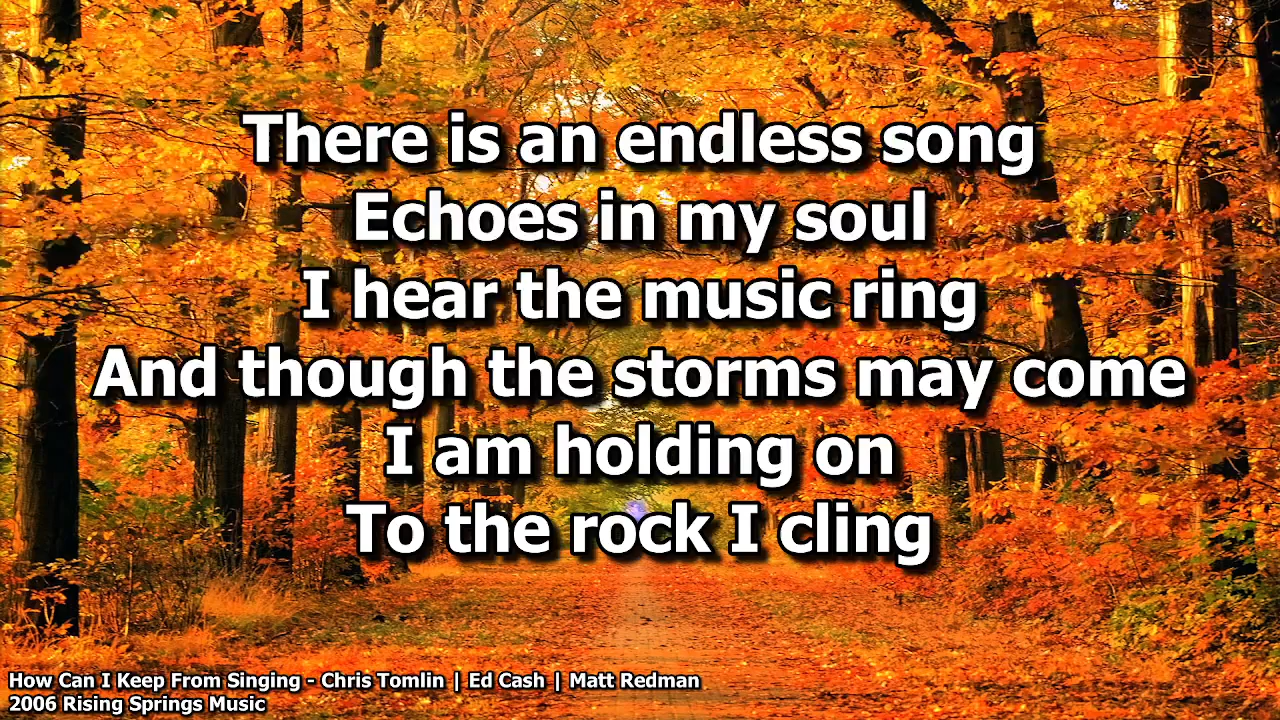 There is an endless song
Echoes in my soul
I hear the music ring
And though the storms may come
I am holding on
To the rock I cling
How Can I Keep From Singing - Chris Tomlin | Ed Cash | Matt Redman
2006 Rising Springs Music